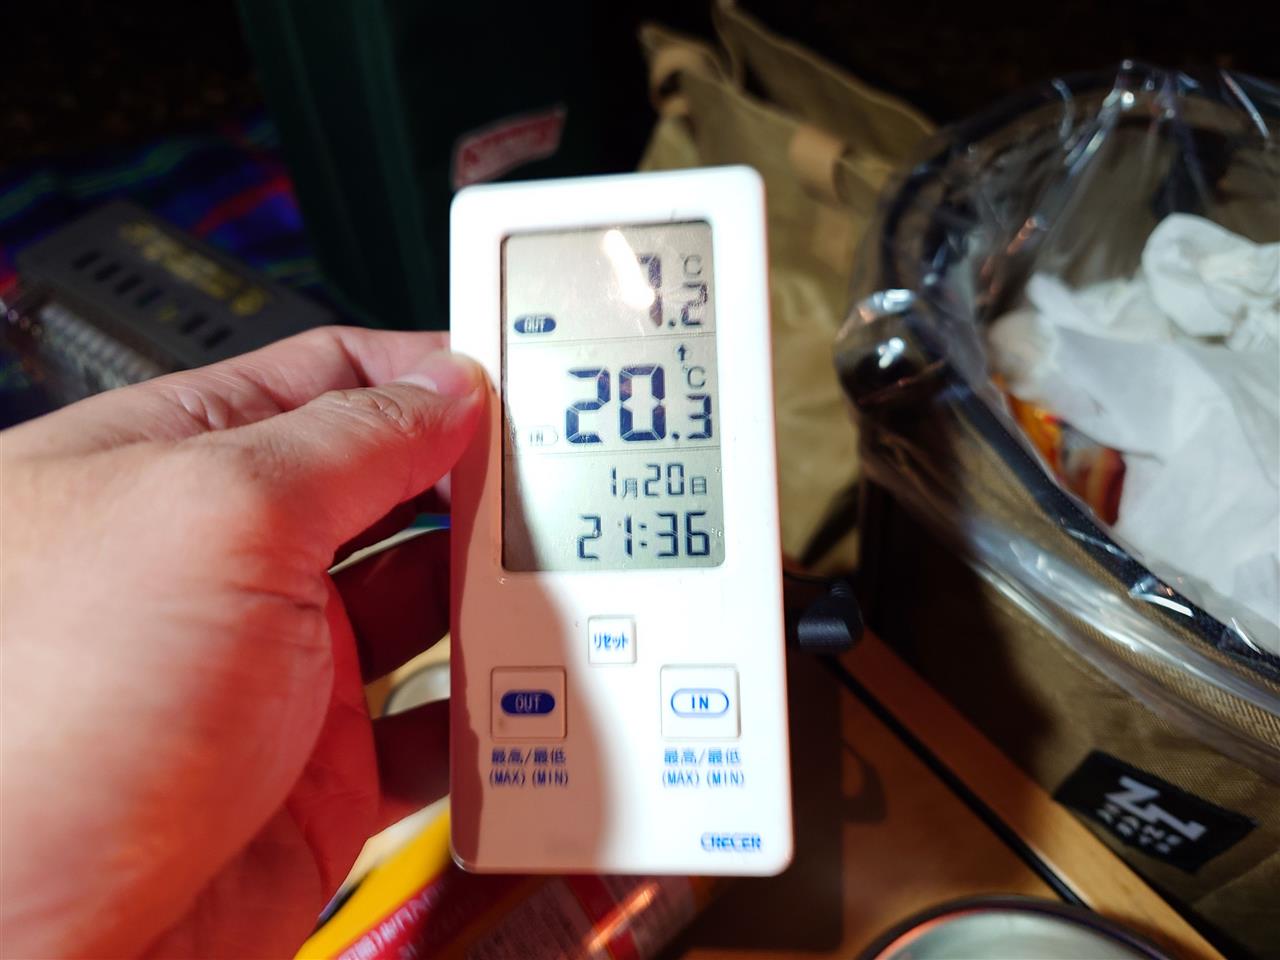 ℃
7.2
OUT
℃
20.3
IN
1月20日
21:36
リセット
OUT
IN
最高/最低
(MAX) (MIN)
最高/最低
(MAX) (MIN)
CRECER